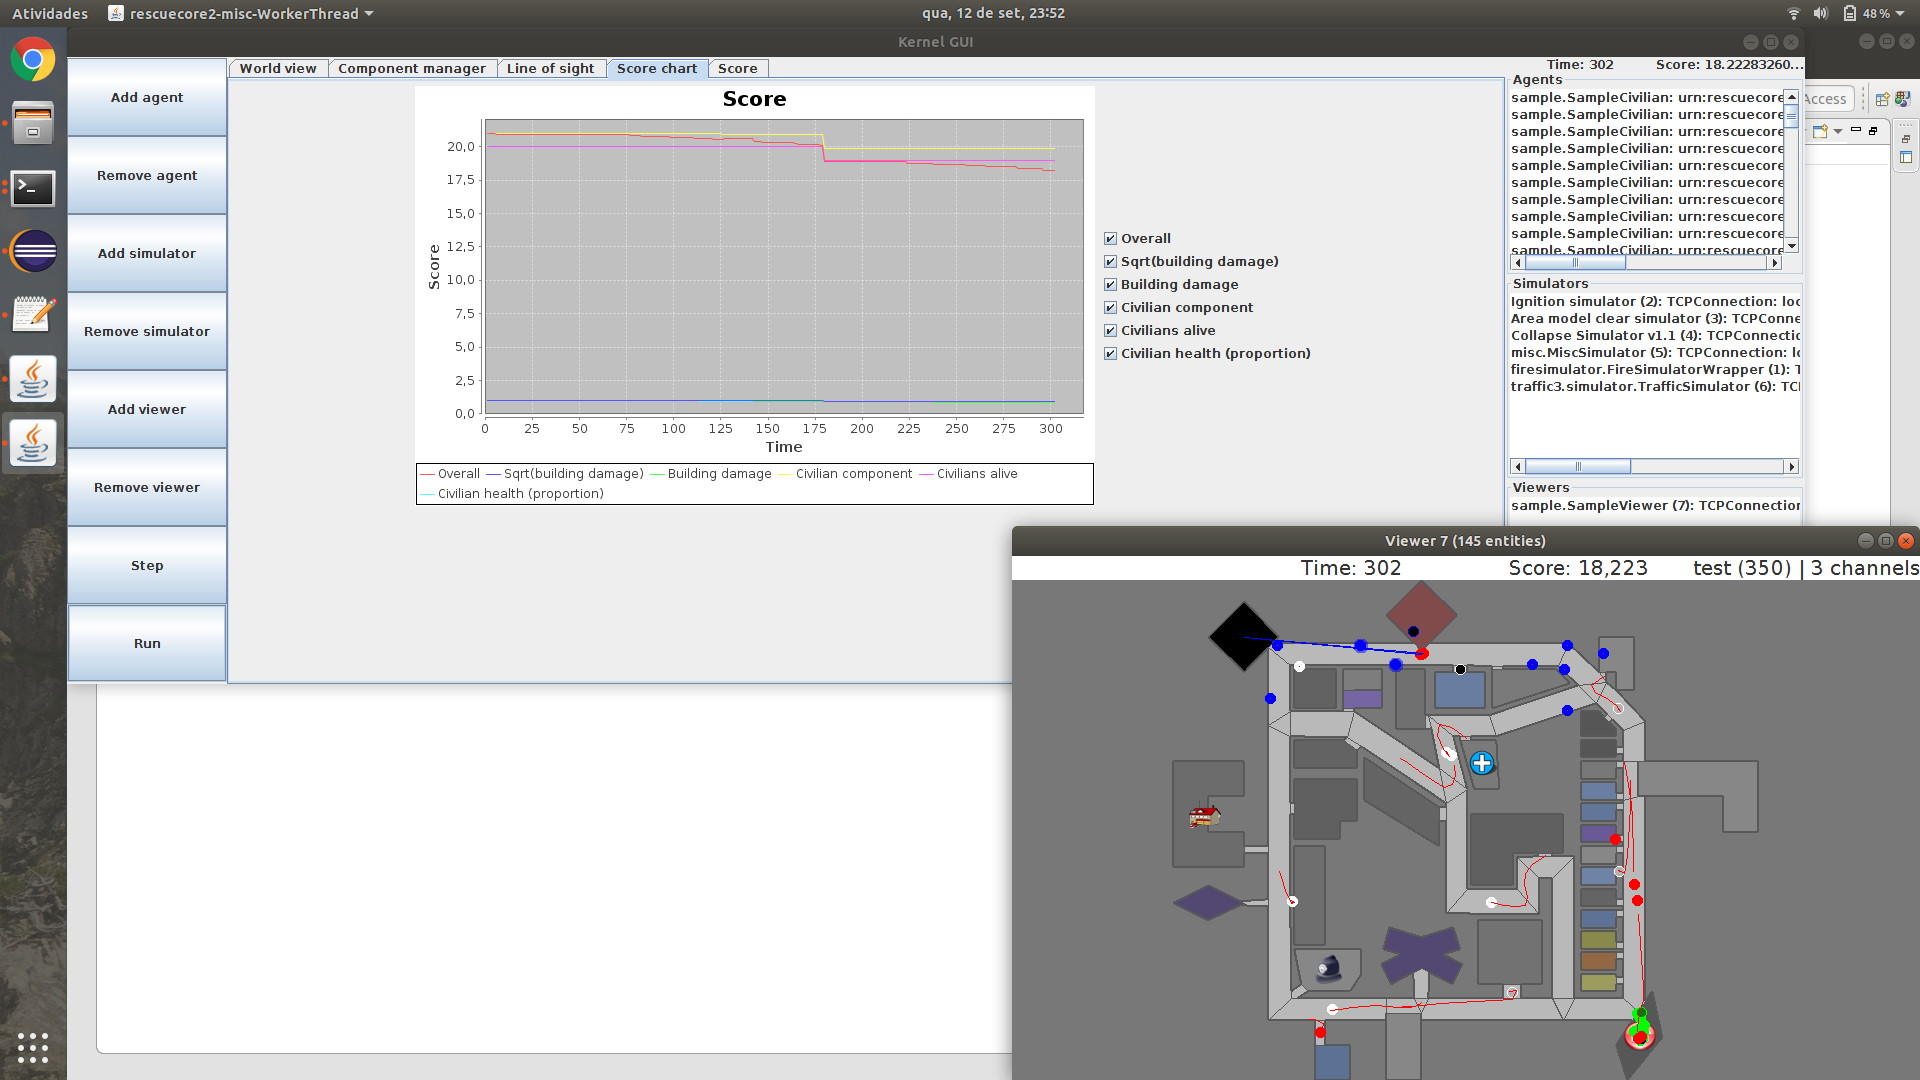 Atividades
rescuecore2-misc-WorkerThread
qua, 12 de set, 23:52
48 %
Kernel GUI
Add agent
Remove agent
Add simulator
Remove simulator
Add viewer
Remove viewer
Step
Run
World view
Component manager
Line of sight
Score chart
Score
Score
Score
20,0
17,5
15,0
12,5
10,0
7,5
5,0
2,5
0,0
0 25 50 75 100 125 150 175 200 225 250 275 300
Time
Overall Sqrt(building damage) Building damage Civilian component Civilians alive
Civilian health (proportion)
Overall
Sqrt(building damage)
Building damage
Civilian component
Civilians alive
Civilian health (proportion)
Time: 302 Score: 18.22283260...
Agents
sample.SampleCivilian: urn:rescuecore
sample.SampleCivilian: urn:rescuecore
sample.SampleCivilian: urn:rescuecore
sample.SampleCivilian: urn:rescuecore
sample.SampleCivilian: urn:rescuecore
sample.SampleCivilian: urn:rescuecore
sample.SampleCivilian: urn:rescuecore
sample.SampleCivilian: urn:rescuecore
sample.SampleCivilian: urn:rescuecore
sample.SampleCivilian: urn:rescuecore
Simulators
Ignition simulator (2): TCPConnection: loc
Area model clear simulator (3): TCPConne
Collapse Simulator v1.1 (4): TCPConnectio
misc.MiscSimulator (5): TCPConnection: lo
firesimulator.FireSimulatorWrapper (1): T
traffic3.simulator.TrafficSimulator (6): TCP
Viewers
sample.SampleViewer (7): TCPConnection
Access
Viewer 7 (145 entities)
Time: 302 Score: 18,223 test (350) | 3 channels